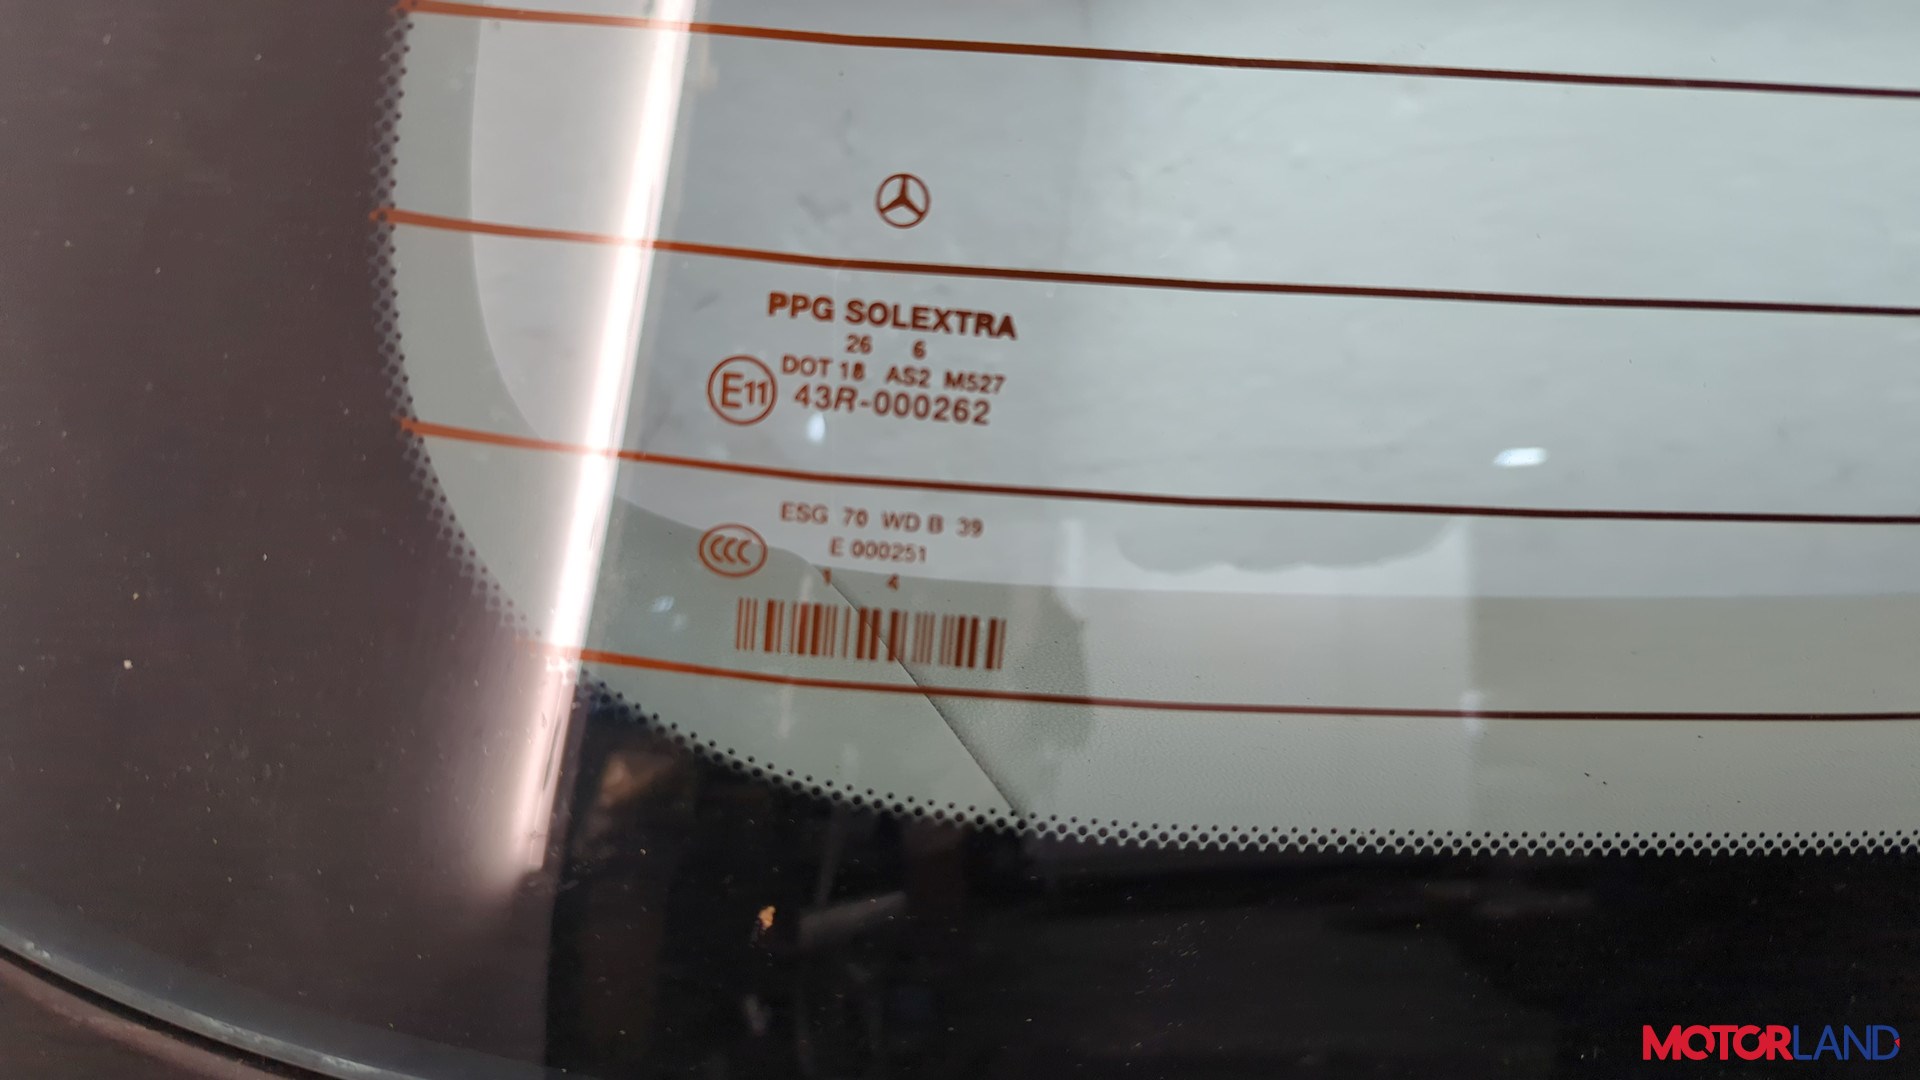 PPG SOLEXTRA
26 6
DOT 18 AS2 M527
E11 43R-000262
ESG 70 WD B 39
CCC E 000251
1 4
MOTORLAND